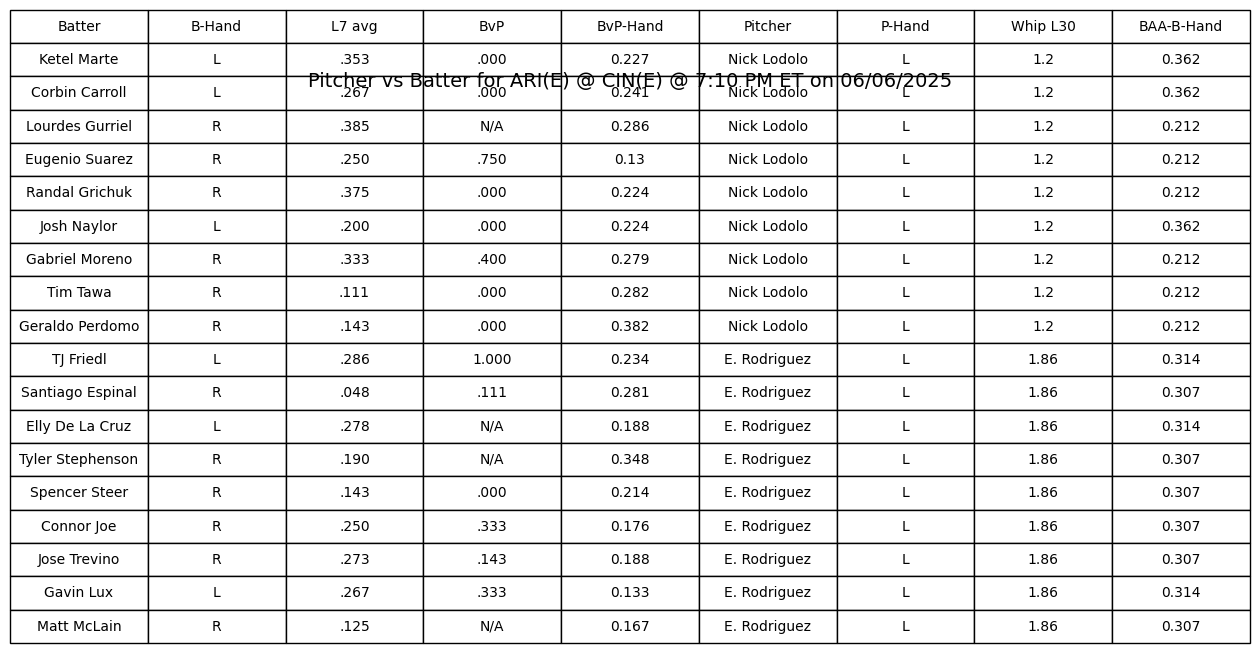 Batter B-Hand L7 avg BvP BvP-Hand Pitcher P-Hand Whip L30 BAA-B-Hand
Ketel Marte L .353 .000 0.227 Nick Lodolo L 1.2 0.362
Pitcher vs Batter for ARI(E) @ CIN(E) @ 7:10 PM ET on 06/06/2025
Corbin Carroll L .267 .000 0.241 Nick Lodolo L 1.2 0.362
Lourdes Gurriel R .385 N/A 0.286 Nick Lodolo L 1.2 0.212
Eugenio Suarez R .250 .750 0.13 Nick Lodolo L 1.2 0.212
Randal Grichuk R .375 .000 0.224 Nick Lodolo L 1.2 0.212
Josh Naylor L .200 .000 0.224 Nick Lodolo L 1.2 0.362
Gabriel Moreno R .333 .400 0.279 Nick Lodolo L 1.2 0.212
Tim Tawa R .111 .000 0.282 Nick Lodolo L 1.2 0.212
Geraldo Perdomo R .143 .000 0.382 Nick Lodolo L 1.2 0.212
TJ Friedl L .286 1.000 0.234 E. Rodriguez L 1.86 0.314
Santiago Espinal R .048 .111 0.281 E. Rodriguez L 1.86 0.307
Elly De La Cruz L .278 N/A 0.188 E. Rodriguez L 1.86 0.314
Tyler Stephenson R .190 N/A 0.348 E. Rodriguez L 1.86 0.307
Spencer Steer R .143 .000 0.214 E. Rodriguez L 1.86 0.307
Connor Joe R .250 .333 0.176 E. Rodriguez L 1.86 0.307
Jose Trevino R .273 .143 0.188 E. Rodriguez L 1.86 0.307
Gavin Lux L .267 .333 0.133 E. Rodriguez L 1.86 0.314
Matt McLain R .125 N/A 0.167 E. Rodriguez L 1.86 0.307